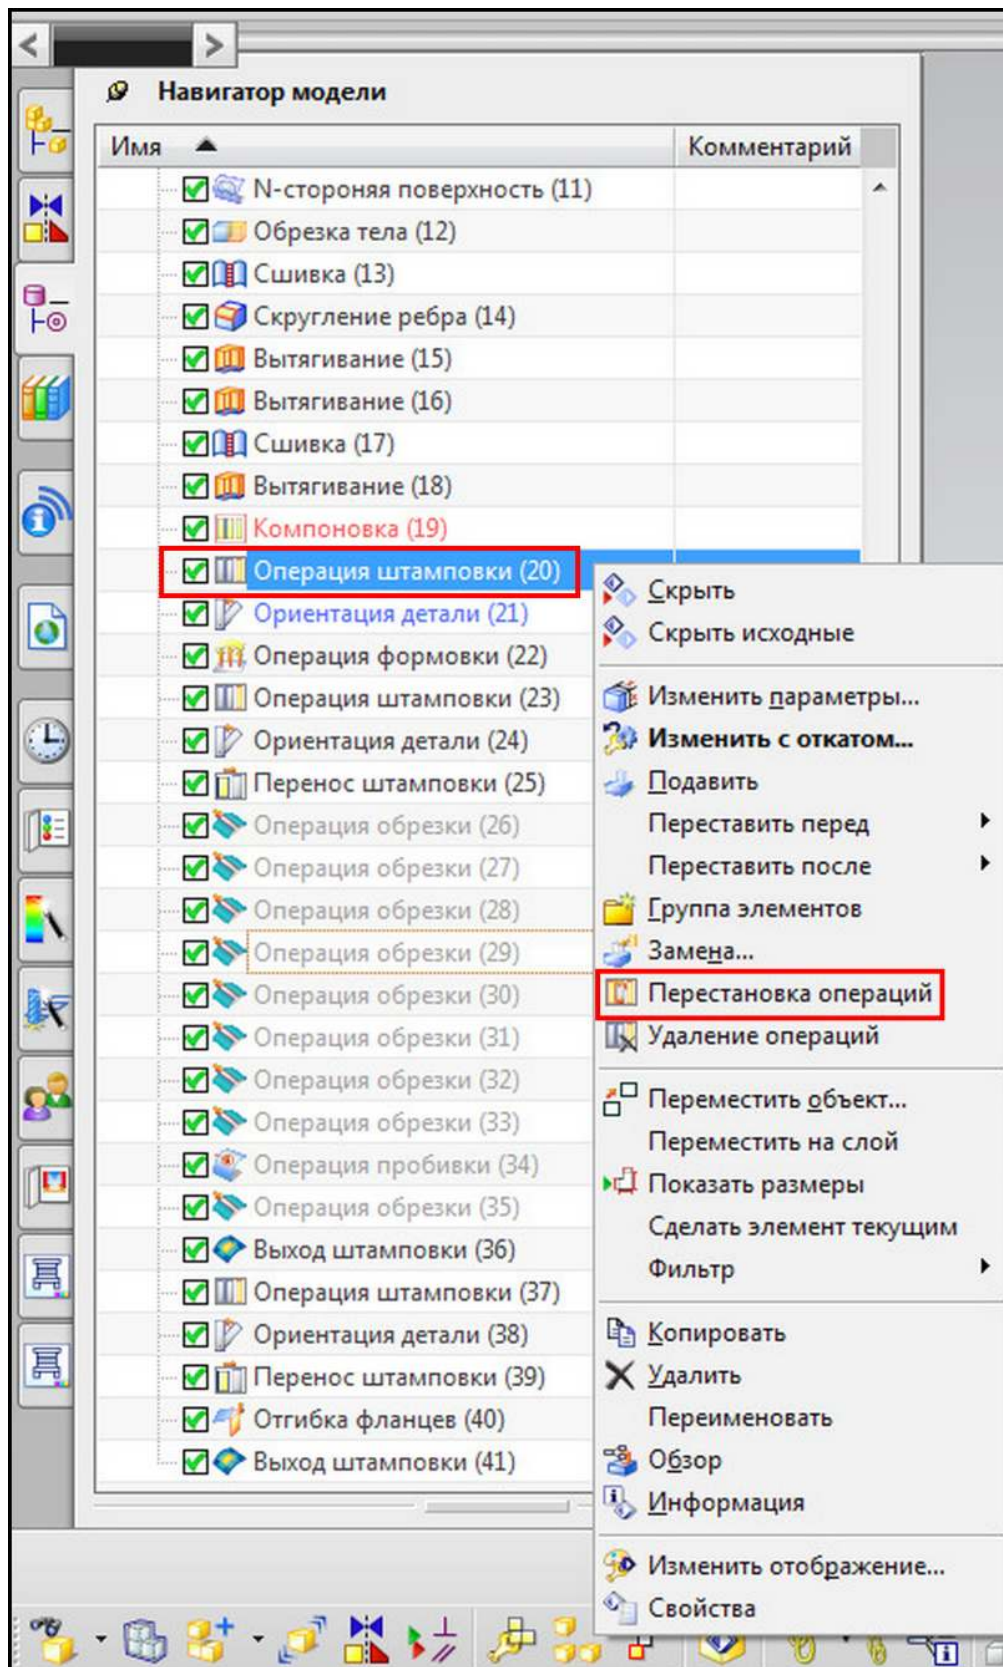 Навигатор модели
Имя Комментарий
N-стороняя поверхность (11)
Обрезка тела (12)
Сшивка (13)
Скругление ребра (14)
Вытягивание (15)
Вытягивание (16)
Сшивка (17)
Вытягивание (18)
Компоновка (19)
Операция штамповки (20)
Ориентация детали (21)
Операция формовки (22)
Операция штамповки (23)
Ориентация детали (24)
Перенос штамповки (25)
Операция обрезки (26)
Операция обрезки (27)
Операция обрезки (28)
Операция обрезки (29)
Операция обрезки (30)
Операция обрезки (31)
Операция обрезки (32)
Операция обрезки (33)
Операция пробивки (34)
Операция обрезки (35)
Выход штамповки (36)
Операция штамповки (37)
Ориентация детали (38)
Перенос штамповки (39)
Отгибка фланцев (40)
Выход штамповки (41)
Скрыть
Скрыть исходные
Изменить параметры...
Изменить с откатом...
Подавить
Переставить перед
Переставить после
Группа элементов
Замена...
Перестановка операций
Удаление операций
Переместить объект...
Переместить на слой
Показать размеры
Сделать элемент текущим
Фильтр
Копировать
Удалить
Переименовать
Обзор
Информация
Изменить отображение...
Свойства